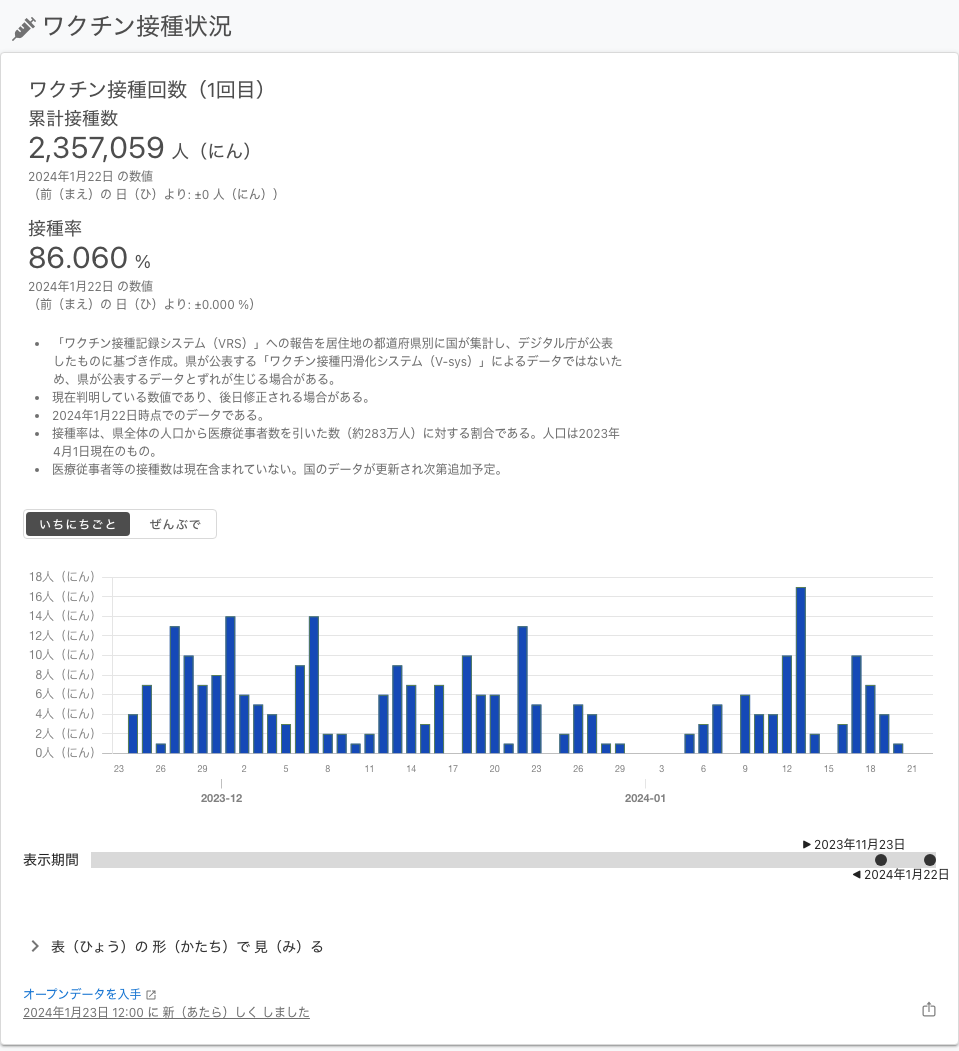 ワクチン接種状況
ワクチン接種回数（1回目）
累計接種数
2,357,059 人（にん）
2024年1月22日 の数値
（前（まえ）の 日（ひ）より: ±0 人（にん））
接種率
86.060 %
2024年1月22日 の数値
（前（まえ）の 日（ひ）より: ±0.000 %）
• 「ワクチン接種記録システム（VRS）」への報告を居住地の都道府県別に国が集計し、デジタル庁が公表
したものに基づき作成。県が公表する「ワクチン接種円滑化システム（V-sys）」によるデータではないた
め、県が公表するデータとずれが生じる場合がある。
• 現在判明している数値であり、後日修正される場合がある。
• 2024年1月22日時点でのデータである。
• 接種率は、県全体の人口から医療従事者数を引いた数（約283万人）に対する割合である。人口は2023年
4月1日現在のもの。
• 医療従事者等の接種数は現在含まれていない。国のデータが更新され次第追加予定。
いちにちごと ぜんぶで
18人（にん）
16人（にん）
14人（にん）
12人（にん）
10人（にん）
8人（にん）
6人（にん）
4人（にん）
2人（にん）
0人（にん）
23 26 29 2 5 8 11 14 17 20 23 26 29 3 6 9 12 15 18 21
2023-12 2024-01
▶ 2023年11月23日
表示期間
◀ 2024年1月22日
表（ひょう）の 形（かたち）で 見（み）る
オープンデータを入手
2024年1月23日 12:00 に 新（あたら）しく しました